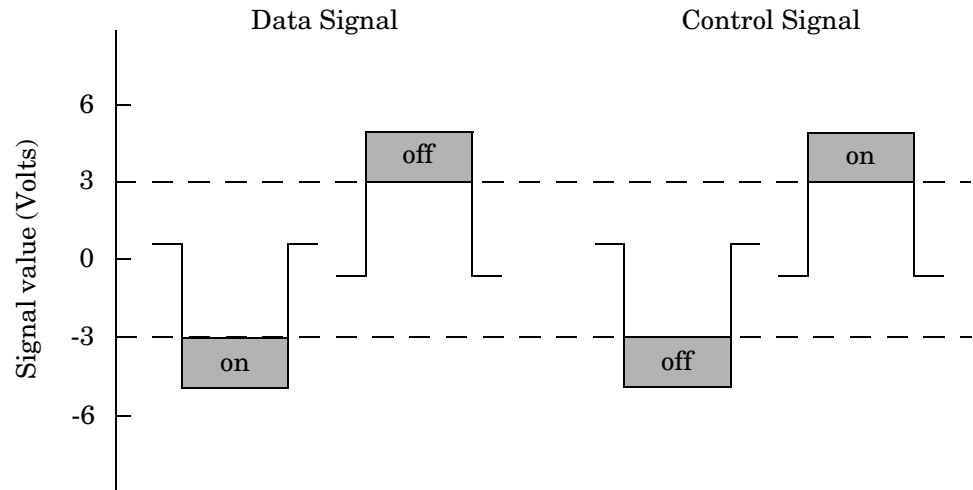 Data Signal
Control Signal
Signal value (Volts)
6
3
0
-3
-6
off
on
on
off